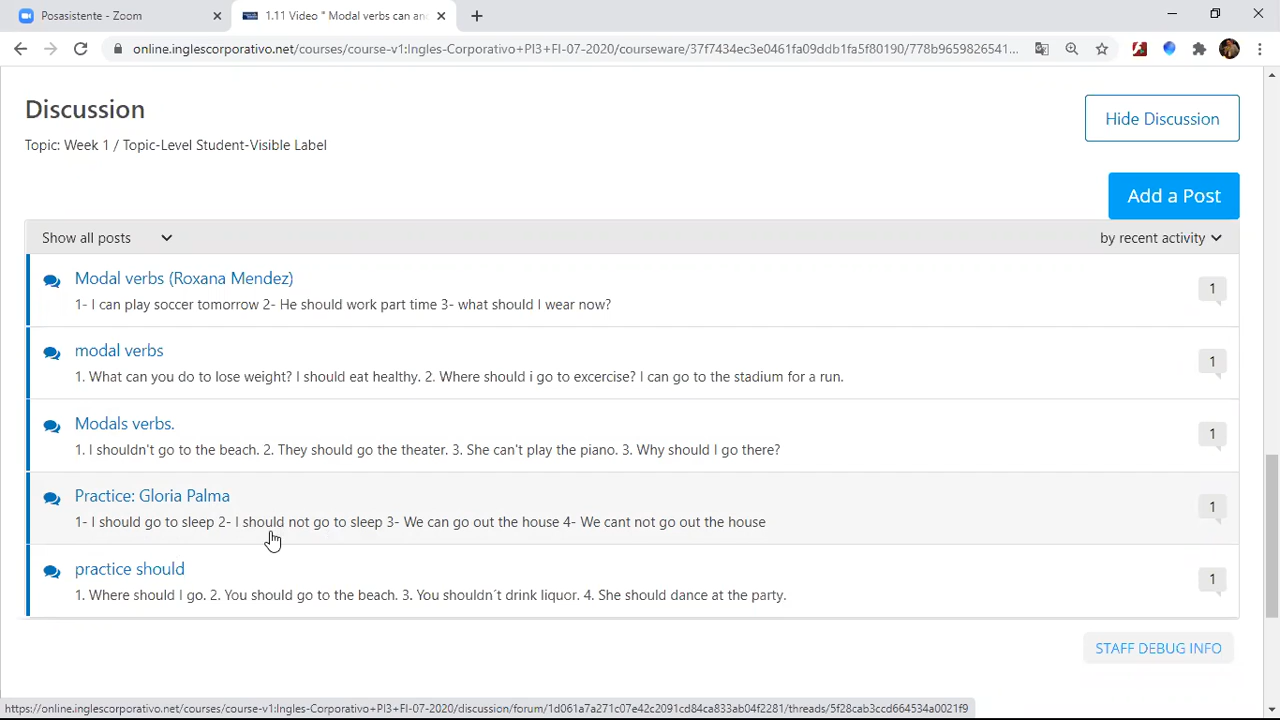 Posasistente - Zoom
1.11 Video " Modal verbs can an
online.inglescorporativo.net/courses/course-v1:Ingles-Corporativo+PI3+FI-07-2020/courseware/37f7434ec3e0461fa09ddb1fa5f80190/778b9659826541...
Discussion
Hide Discussion
Topic: Week 1 / Topic-Level Student-Visible Label
Add a Post
Show all posts
by recent activity
Modal verbs (Roxana Mendez)
1- I can play soccer tomorrow 2- He should work part time 3- what should I wear now?
1
modal verbs
1. What can you do to lose weight? I should eat healthy. 2. Where should i go to excercise? I can go to the stadium for a run.
1
Modals verbs.
1. I shouldn't go to the beach. 2. They should go the theater. 3. She can't play the piano. 3. Why should I go there?
1
Practice: Gloria Palma
1- I should go to sleep 2- I should not go to sleep 3- We can go out the house 4- We cant not go out the house
1
practice should
1. Where should I go. 2. You should go to the beach. 3. You shouldn´t drink liquor. 4. She should dance at the party.
1
STAFF DEBUG INFO
https://online.inglescorporativo.net/courses/course-v1:Ingles-Corporativo+PI3+FI-07-2020/discussion/forum/1d061a7a271c07e42c2091cd84ca833ab04f2281/threads/5f28cab3ccd664534a0021f9